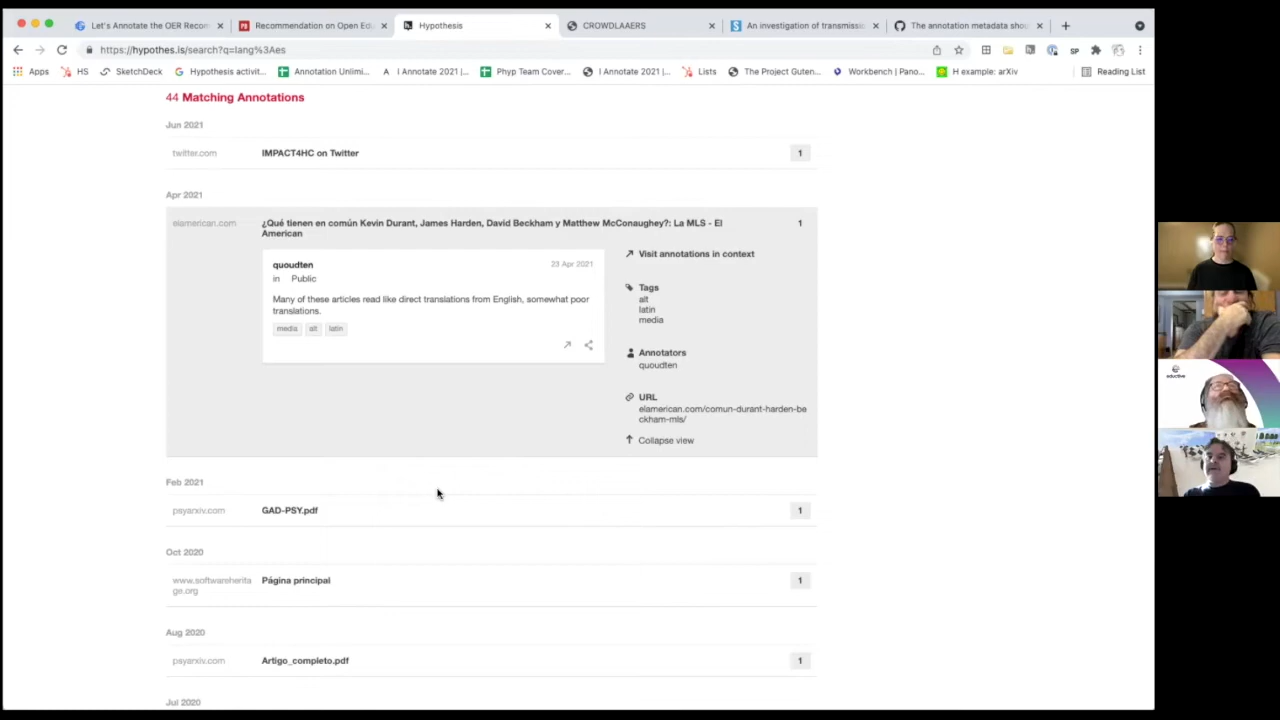 Let's Annotate the OER Recom
Recommendation on Open Ed
Hypothesis
CROWDLAAERS
An investigation of transmissi
The annotation metadata shou
https://hypothes.is/search?q=lang%3Aes
Apps
HS
SketchDeck
Hypothesis activit...
Annotation Unlimi...
I Annotate 2021 |...
Phyp Team Cover...
I Annotate 2021 |...
Lists
The Project Guten...
Workbench | Pano...
H example: arXiv
Reading List
44 Matching Annotations
Jun 2021
twitter.com
IMPACT4HC on Twitter
1
Apr 2021
elamerican.com
¿Qué tienen en común Kevin Durant, James Harden, David Beckham y Matthew McConaughey?: La MLS - El
American
1
quoudten
23 Apr 2021
in Public
Many of these articles read like direct translations from English, somewhat poor
translations.
media alt latin
Visit annotations in context
Tags
alt
latin
media
Annotators
quoudten
URL
elamerican.com/comun-durant-harden-be
ckham-mls/
Collapse view
Feb 2021
psyarxiv.com
GAD-PSY.pdf
1
Oct 2020
www.softwareherita
ge.org
Página principal
1
Aug 2020
psyarxiv.com
Artigo_completo.pdf
1
Jul 2020
eductive